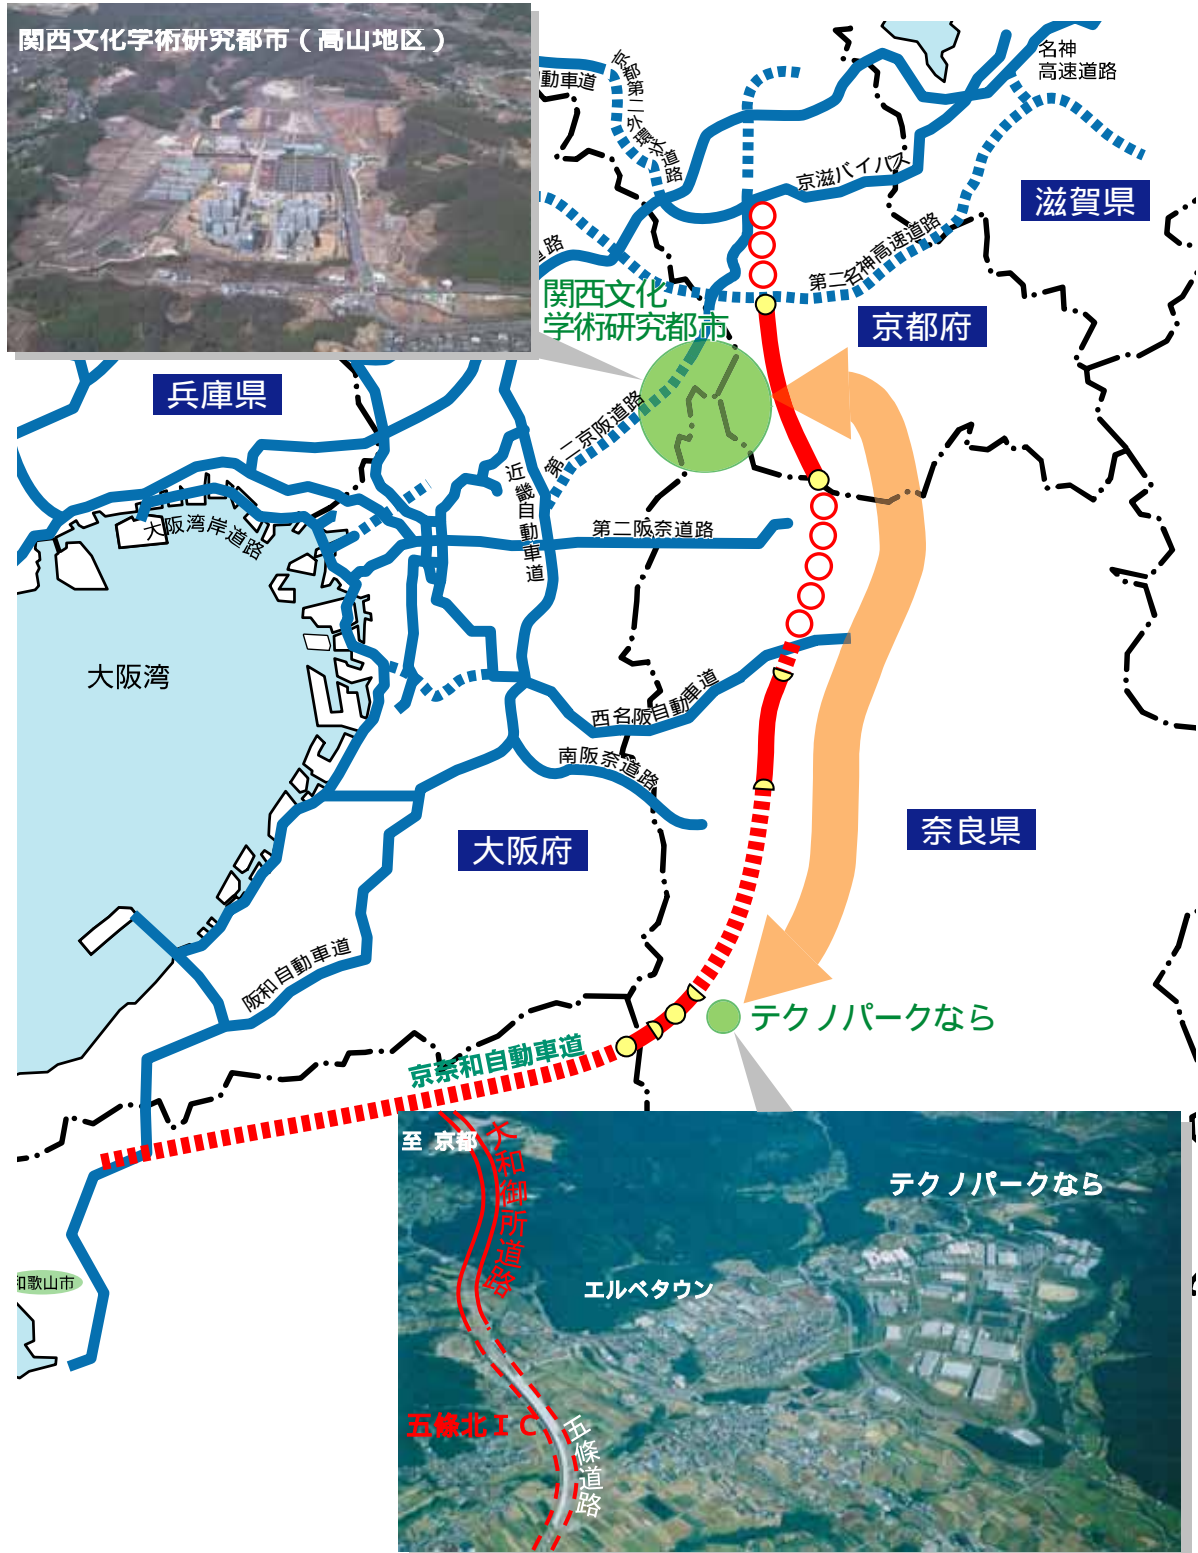 関西文化学術研究都市(高山地区)
動車道
京都第二外環状道路
名神
高速道路
京滋バイパス
滋賀県
道路
第二名神高速道路
関西文化
学術研究都市
京都府
兵庫県
第二京阪道路
近畿自動車道
大阪湾岸道路
第二阪奈道路
大阪湾
西名阪自動車道
南阪奈道路
大阪府
奈良県
阪和自動車道
テクノパークなら
京奈和自動車道
至 京都
大和御所道路
テクノパークなら
エルベタウン
和歌山市
五條北IC
五條道路